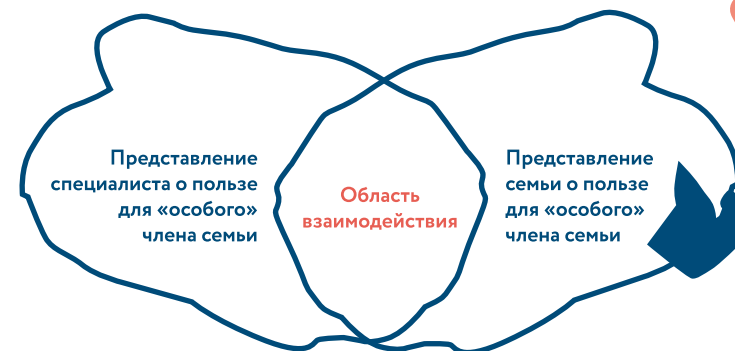 Представление
специалиста о пользе
для «особого»
члена семьи
Область
взаимодействия
Представление
семьи о пользе
для «особого»
члена семьи